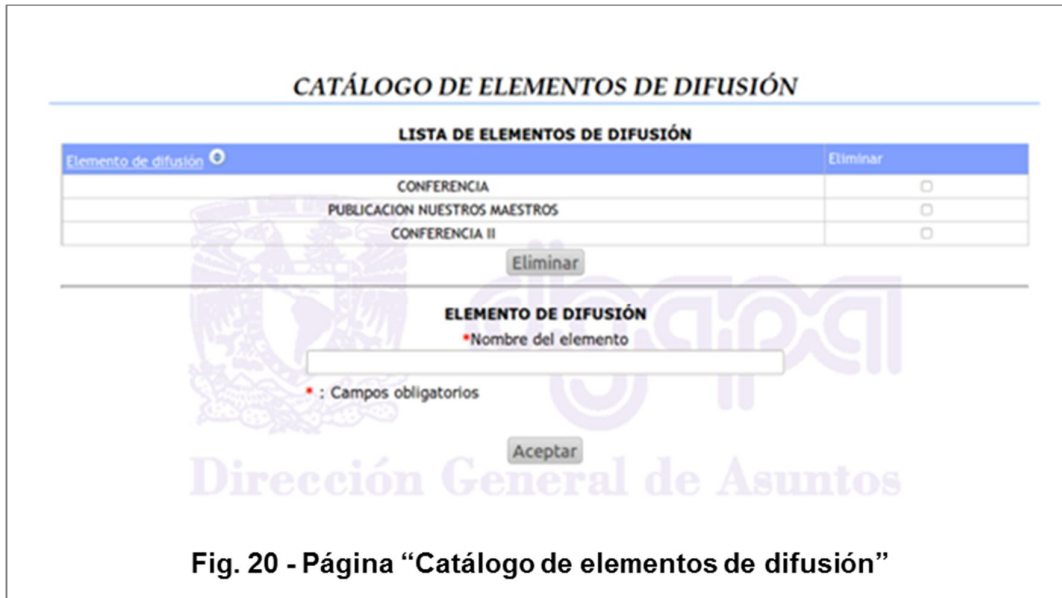 CATÁLOGO DE ELEMENTOS DE DIFUSIÓN
LISTA DE ELEMENTOS DE DIFUSIÓN
Elemento de difusión Eliminar
CONFERENCIA
PUBLICACION NUESTROS MAESTROS
CONFERENCIA II
Eliminar
dgapa
ELEMENTO DE DIFUSIÓN
*Nombre del elemento
* : Campos obligatorios
Aceptar
Dirección General de Asuntos
Fig. 20 - Página “Catálogo de elementos de difusión”